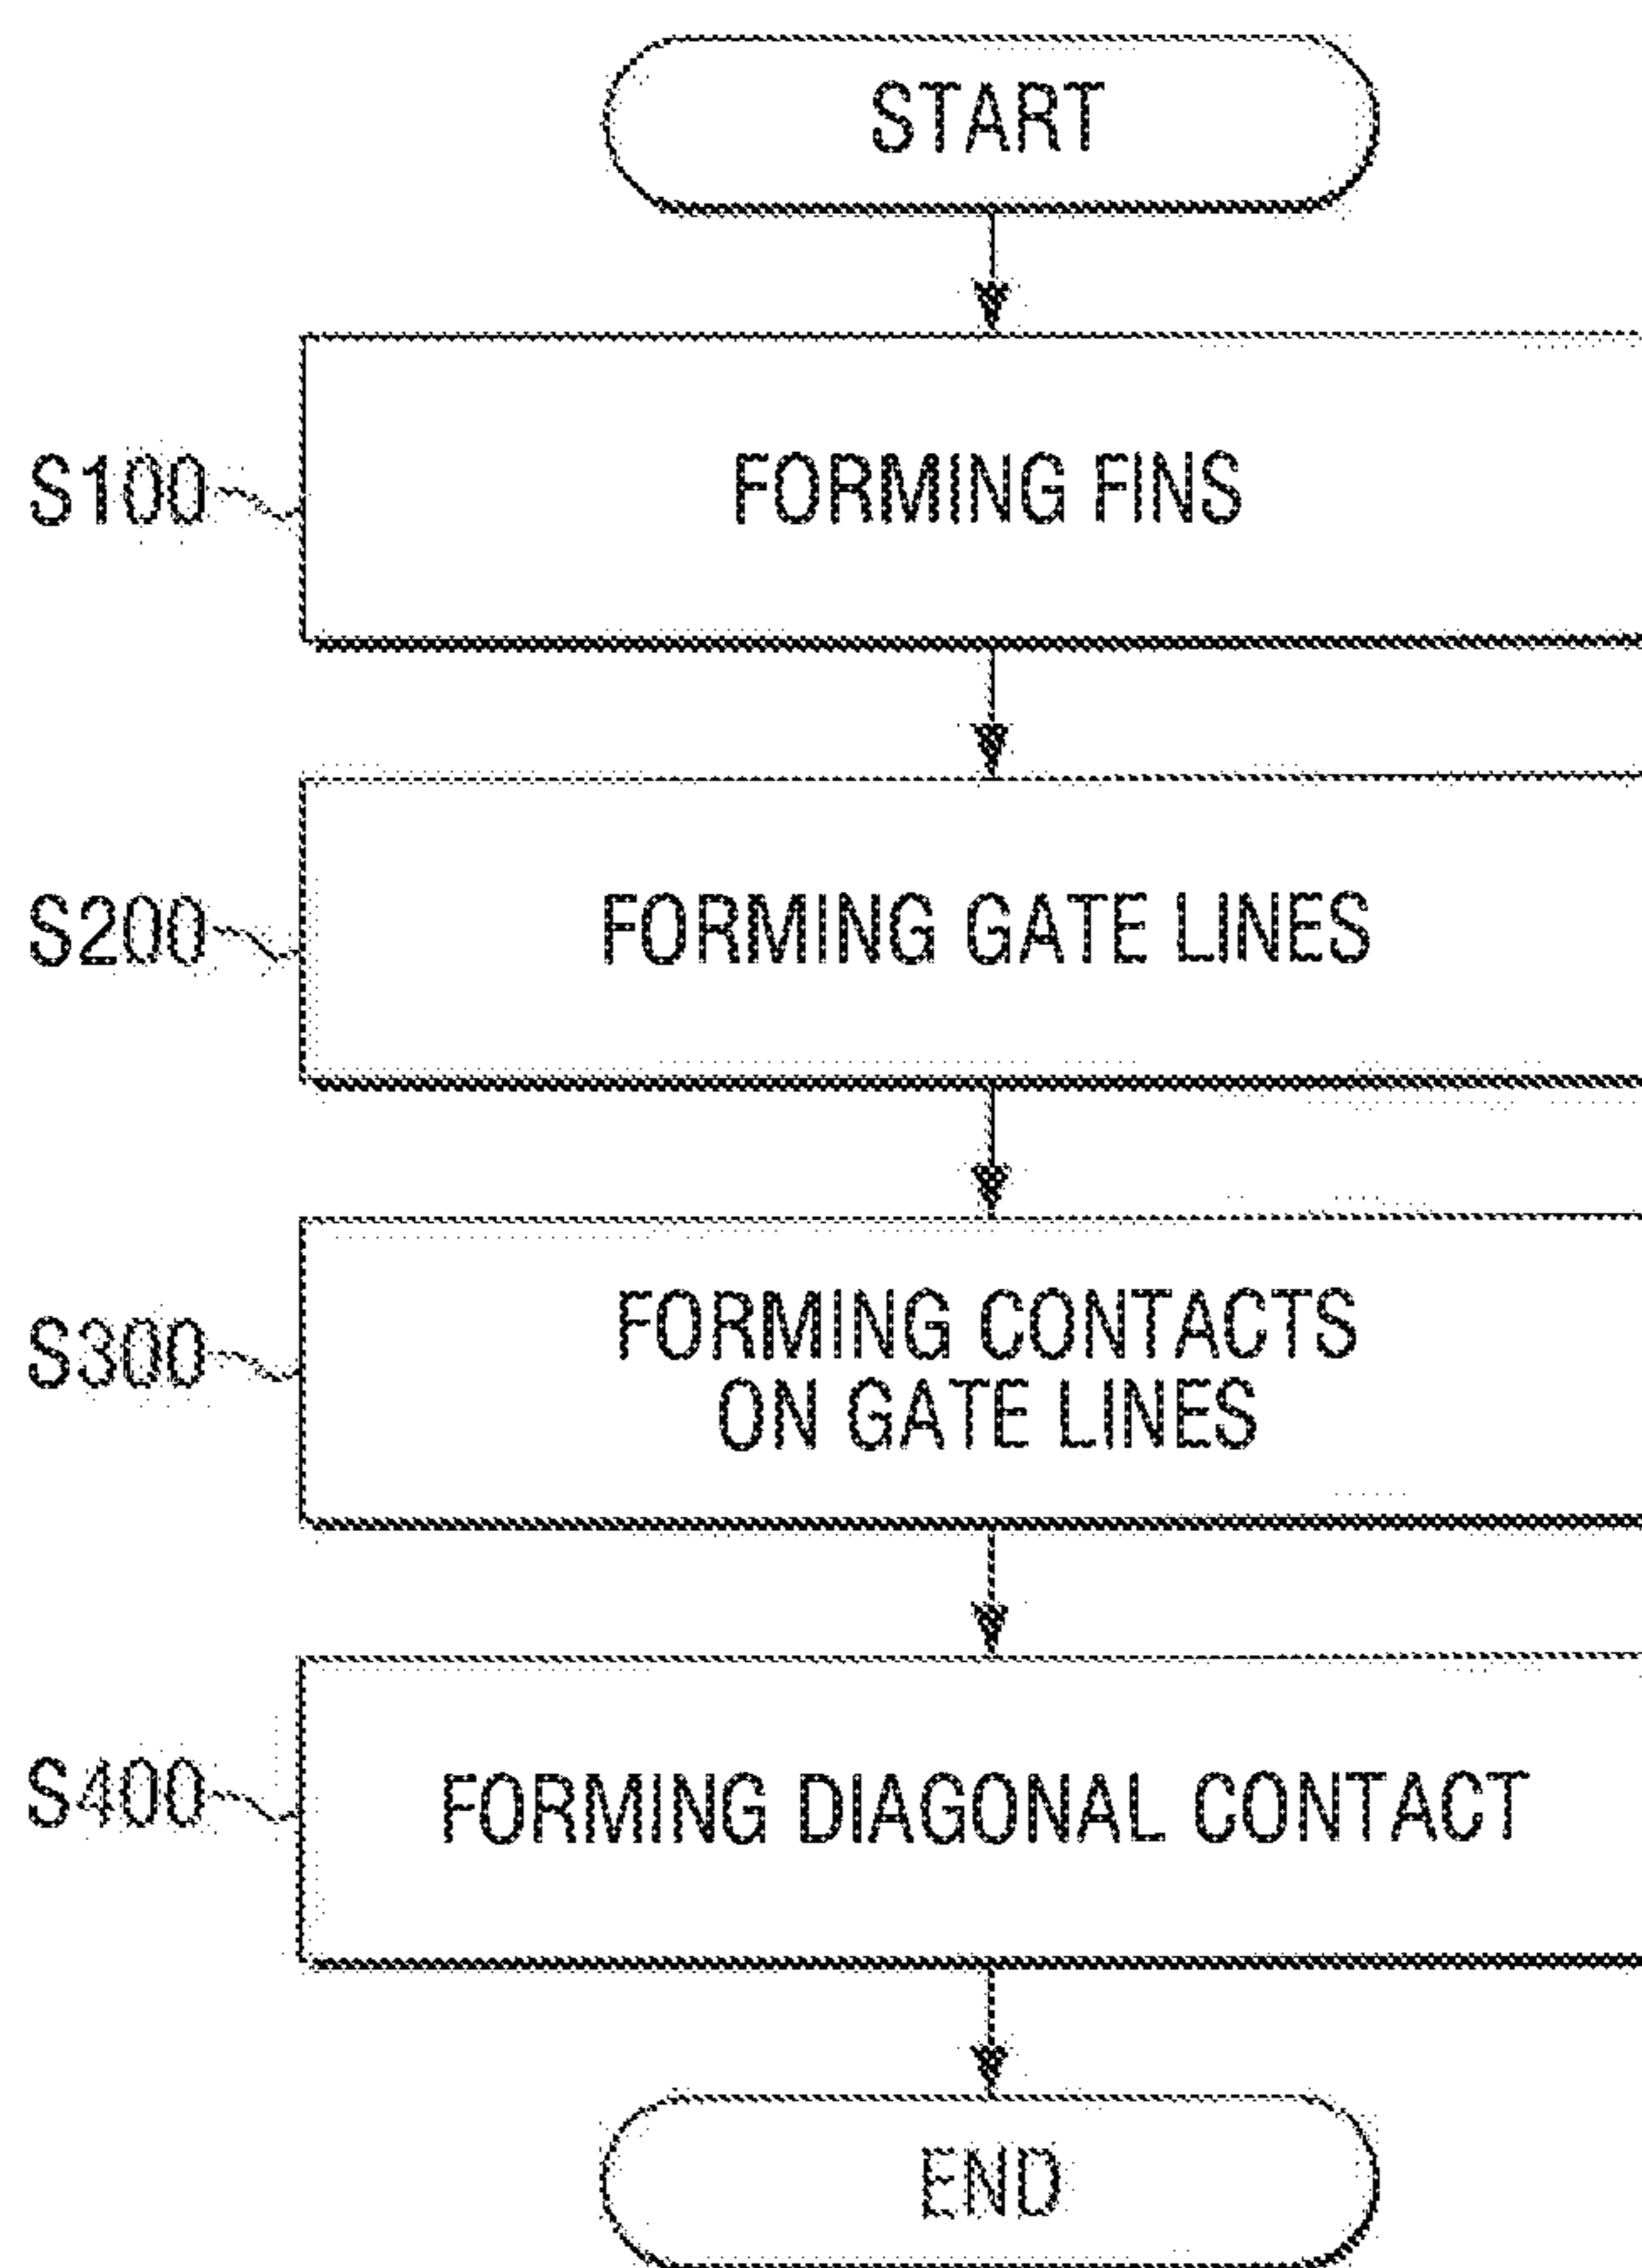 START
S100
FORMING FINS
S200
FORMING GATE LINES
S300
FORMING CONTACTS
ON GATE LINES
S400
FORMING DIAGONAL CONTACT
END